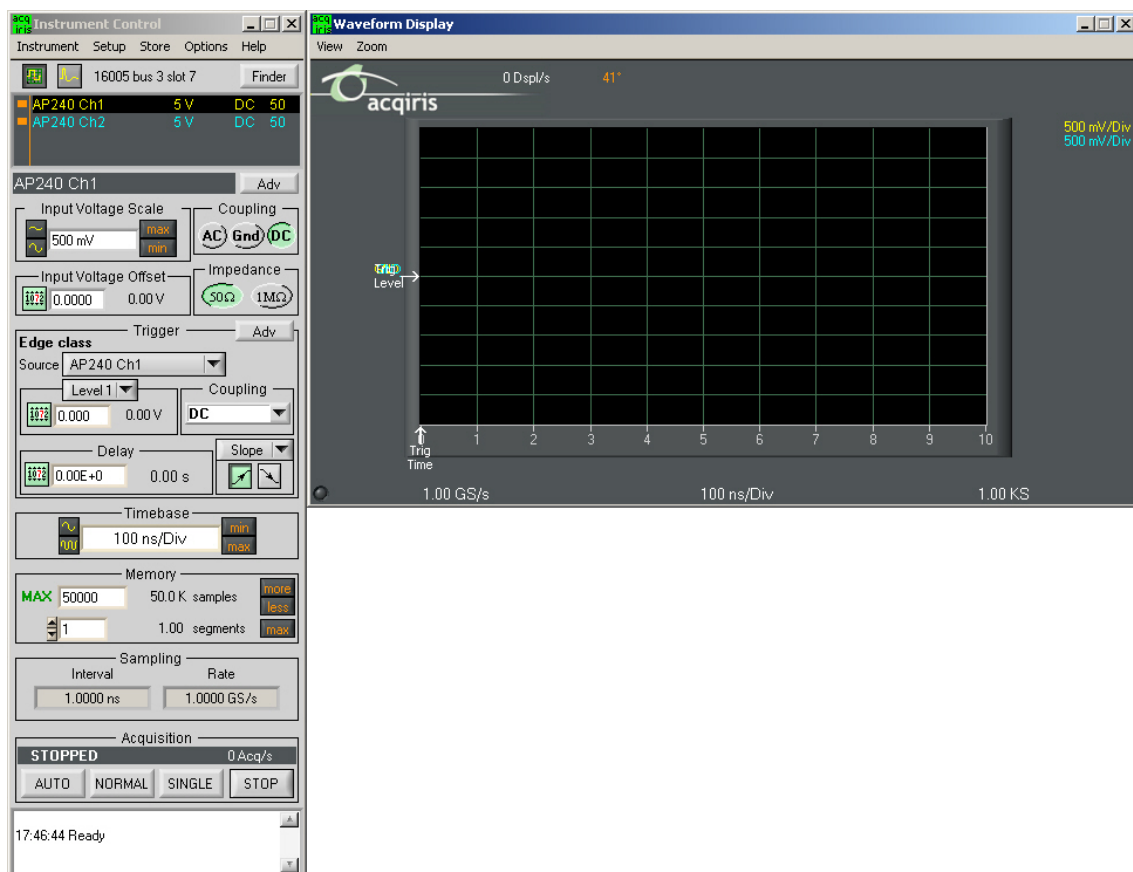 acq iris Instrument Control
Instrument Setup Store Options Help
16005 bus 3 slot 7 Finder
AP240 Ch1 5 V DC 50
AP240 Ch2 5 V DC 50
AP240 Ch1 Adv
Input Voltage Scale
500 mV max min
Coupling
AC Gnd DC
Input Voltage Offset
0.0000 0.00 V
Impedance
50Ω 1MΩ
Trigger Adv
Edge class
Source AP240 Ch1
Level 1
0.000 0.00 V
Coupling
DC
Delay
0.00E+0 0.00 s
Slope
Timebase
100 ns/Div min max
Memory
MAX 50000 50.0 K samples more less
1 1.00 segments max
Sampling
Interval Rate
1.0000 ns 1.0000 GS/s
Acquisition
STOPPED 0 Acq/s
AUTO NORMAL SINGLE STOP
17:46:44 Ready
acq iris Waveform Display
View Zoom
acqiris
0 Dspl/s 41°
500 mV/Div
500 mV/Div
Level
0 1 2 3 4 5 6 7 8 9 10
Trig
Time
1.00 GS/s 100 ns/Div 1.00 KS